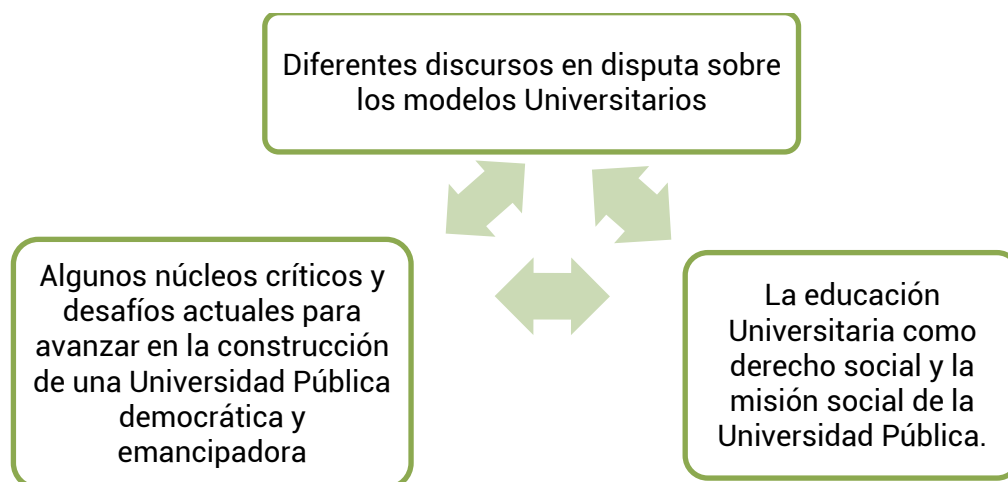 Diferentes discursos en disputa sobre
los modelos Universitarios
Algunos núcleos críticos y
desafíos actuales para
avanzar en la construcción
de una Universidad Pública
democrática y
emancipadora
La educación
Universitaria como
derecho social y la
misión social de la
Universidad Pública.